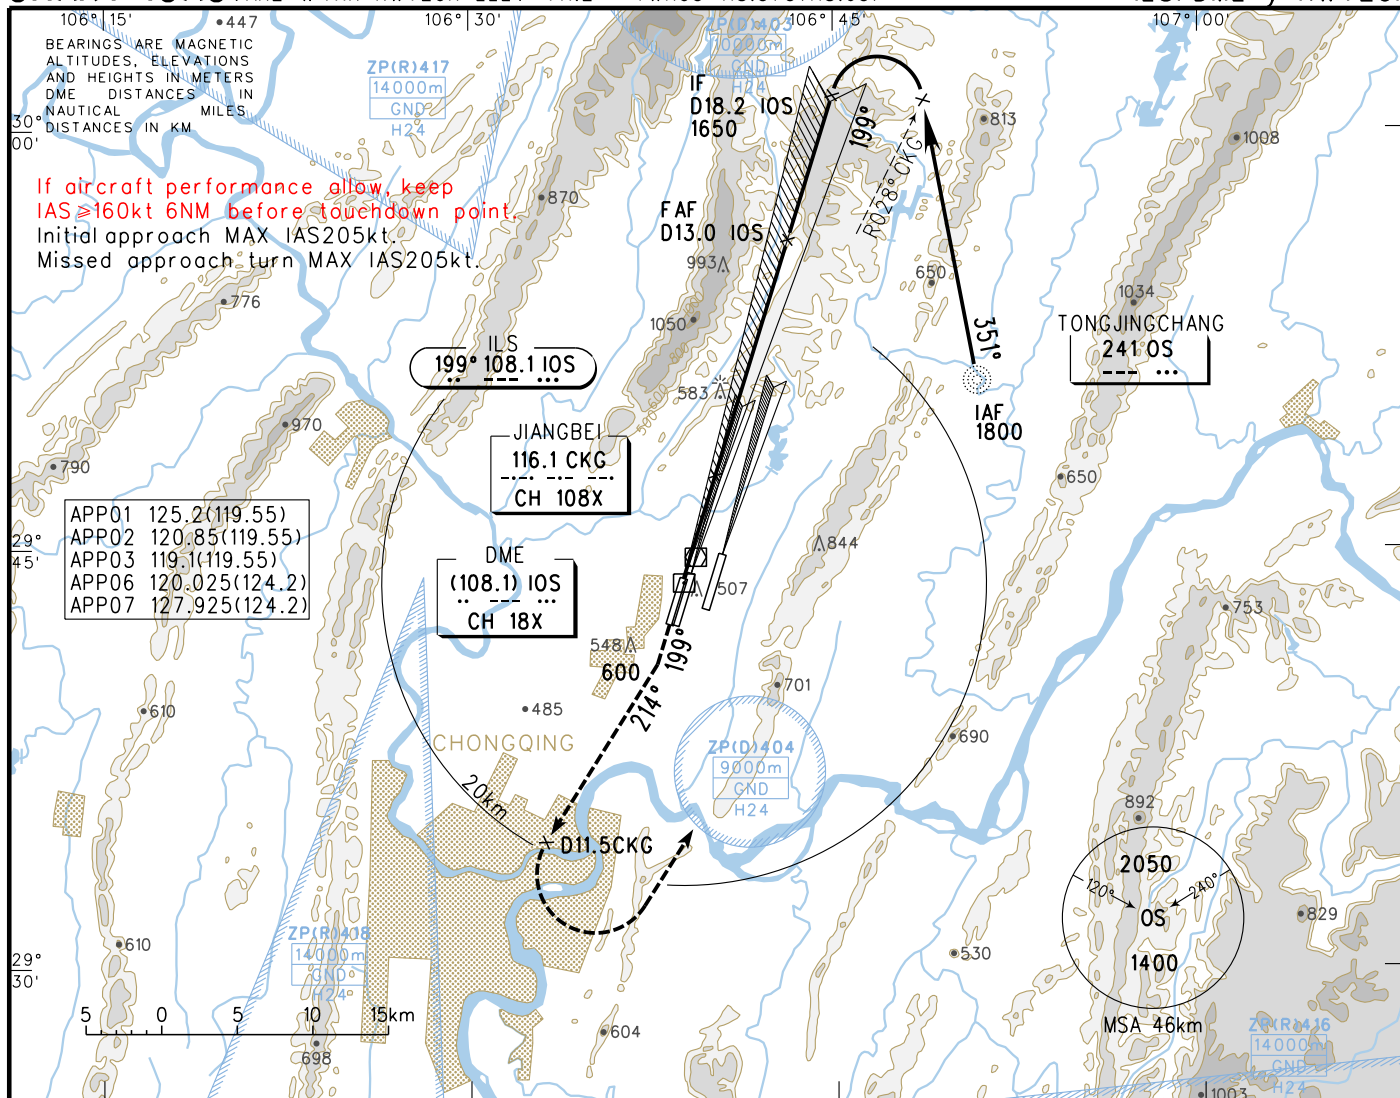 106° 15'
106° 30'
106° 45'
107° 00'
447
BEARINGS ARE MAGNETIC
ALTITUDES, ELEVATIONS
AND HEIGHTS IN METERS
DME DISTANCES IN
NAUTICAL MILES
DISTANCES IN KM
ZP(R)417
14000m
GND
H24
ZP(D)403
10000m
GND
H24
IF
D18.2 IOS
1650
199°
R028° CKG
813
1008
30°
00'
If aircraft performance allow, keep
IAS≥160kt 6NM before touchdown point.
Initial approach MAX IAS205kt.
Missed approach turn MAX IAS205kt.
870
FAF
D13.0 IOS
993
650
776
1034
1050
800
600
500
351°
TONGJINGCHANG
241 OS
ILS
199° 108.1 IOS
583
IAF
1800
970
JIANGBEI
116.1 CKG
CH 108X
790
650
APP01 125.2(119.55)
APP02 120.85(119.55)
APP03 119.1(119.55)
APP06 120.025(124.2)
APP07 127.925(124.2)
29°
45'
844
DME
(108.1) IOS
CH 18X
507
753
548
600
199°
701
214°
610
485
690
CHONGQING
ZP(D)404
9000m
GND
H24
20km
892
D11.5CKG
2050
120°
240°
OS
1400
MSA 46km
829
610
ZP(R)418
14000m
GND
H24
530
29°
30'
5 0 5 10 15km
698
604
ZP(R)416
14000m
GND
H24
1003